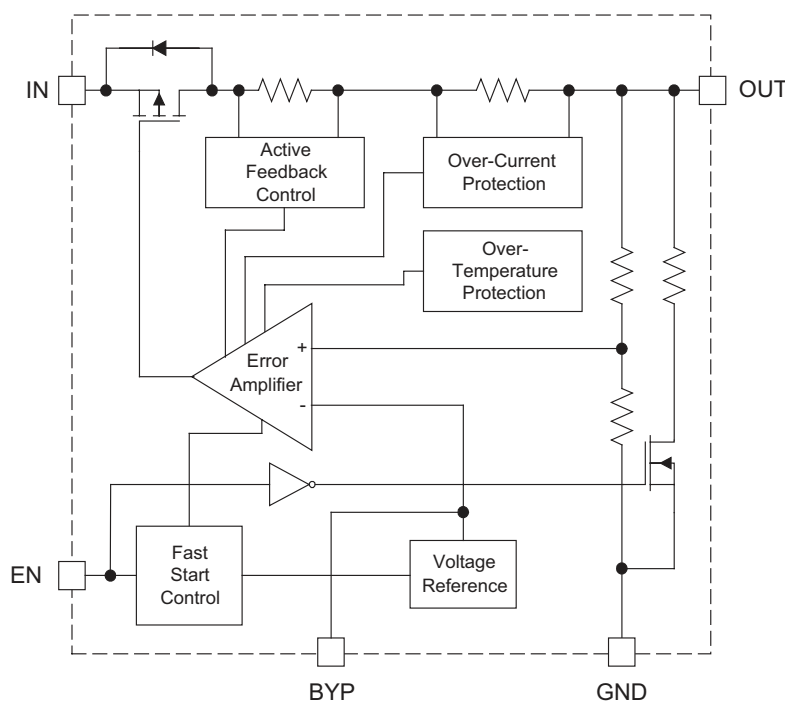 IN
OUT
Active
Feedback
Control
Over-Current
Protection
Over-
Temperature
Protection
Error
Amplifier
+
-
EN
Fast
Start
Control
Voltage
Reference
BYP
GND